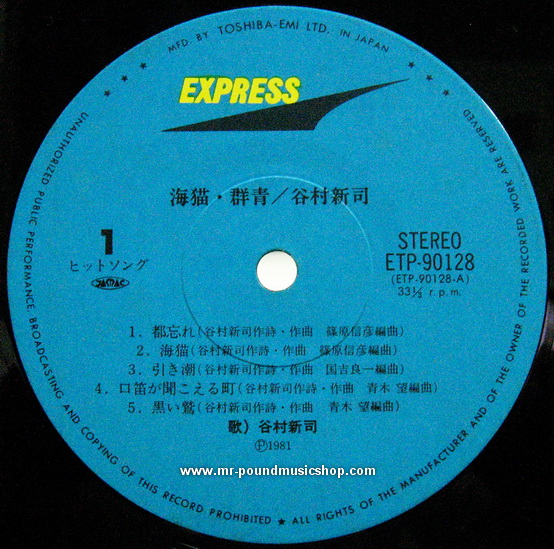 MFD. BY TOSHIBA-EMI LTD. IN JAPAN
★ ★ ★ UNAUTHORIZED PUBLIC PERFORMANCE, BROADCASTING AND COPYING OF THIS RECORD PROHIBITED ★ ALL RIGHTS OF THE MANUFACTURER AND OF THE OWNER OF THE RECORDED WORK ARE RESERVED ★ ★ ★
EXPRESS
海猫・群青／谷村新司
1
ヒットソング
JASRAC
STEREO
ETP-90128
(ETP-90128-A)
33⅓ r.p.m.
1. 都忘れ(谷村新司作詩・作曲 篠原信彦編曲)
2. 海猫(谷村新司作詩・作曲 篠原信彦編曲)
3. 引き潮(谷村新司作詩・作曲 国吉良一編曲)
4. 口笛が聞こえる町(谷村新司作詩・作曲 青木 望編曲)
5. 黒い鷲(谷村新司作詩・作曲 青木 望編曲)
歌) 谷村新司
Ⓟ1981
www.mr-poundmusicshop.com